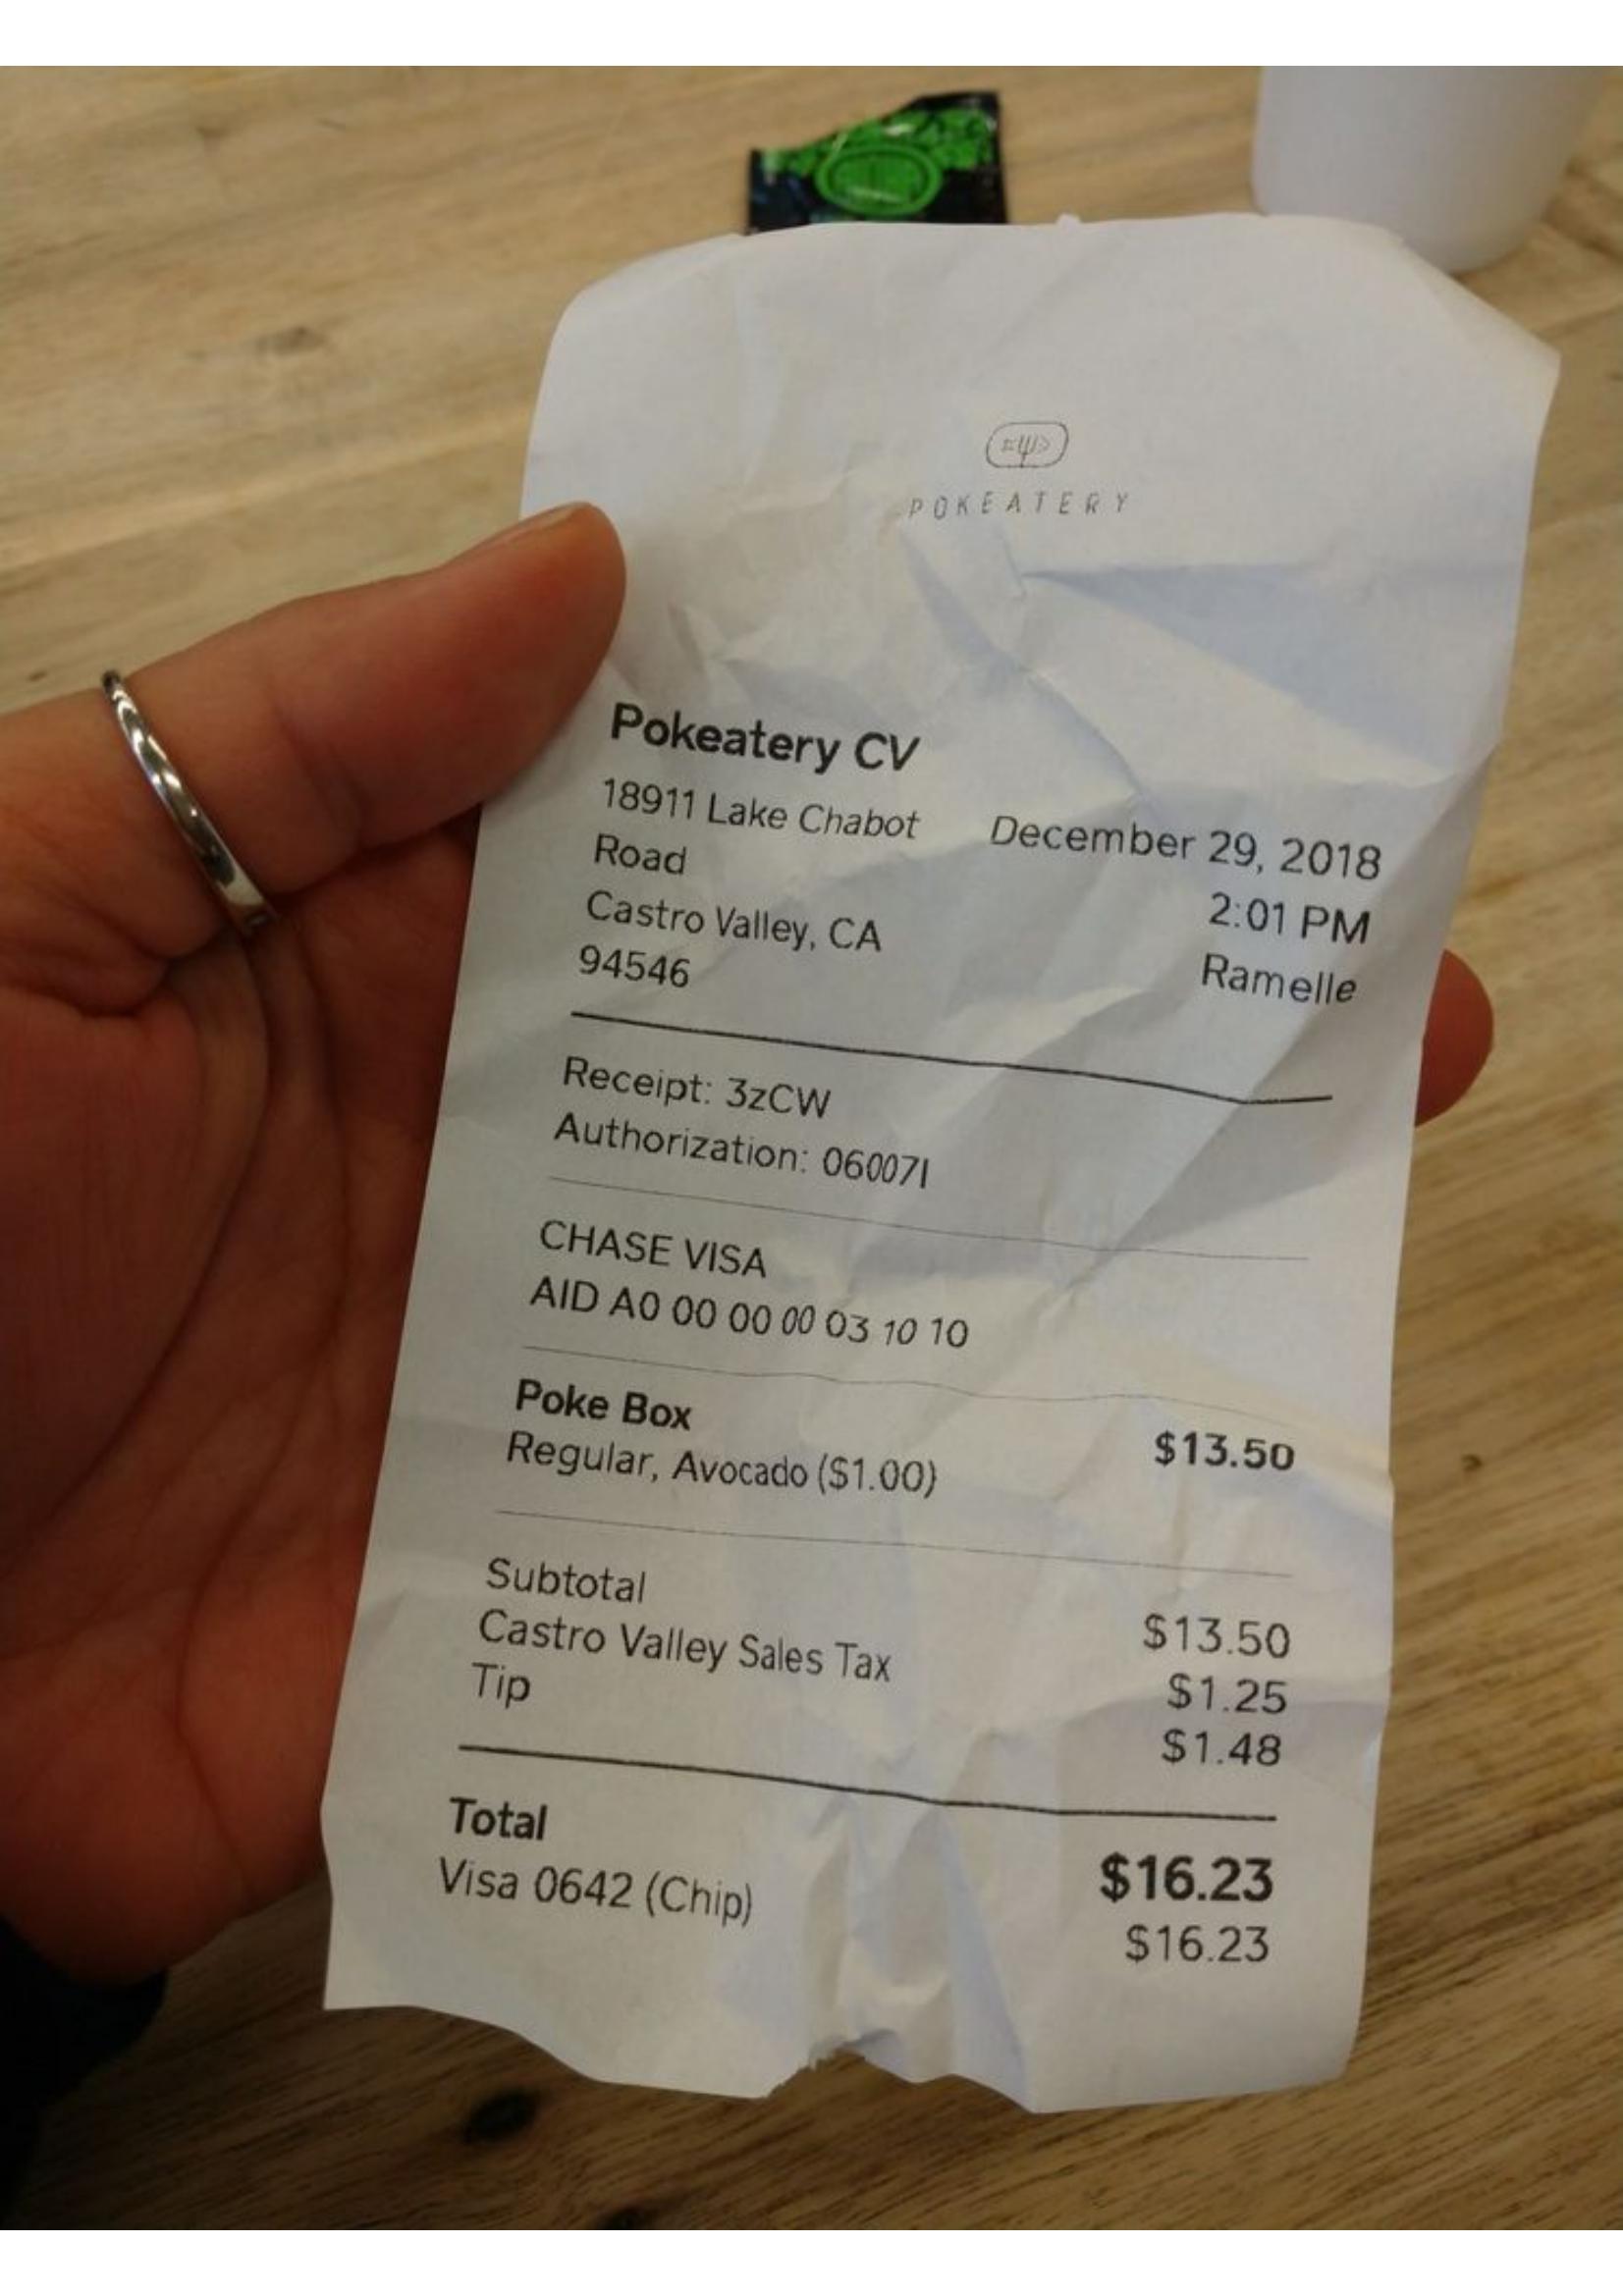 POKEATERY
Pokeatery CV
18911 Lake Chabot
Road
Castro Valley, CA
94546
December 29, 2018
2:01 PM
Ramelle
Receipt: 3zCW
Authorization: 06007I
CHASE VISA
AID A0 00 00 00 03 10 10
Poke Box $13.50
Regular, Avocado ($1.00)
Subtotal $13.50
Castro Valley Sales Tax $1.25
Tip $1.48
Total $16.23
Visa 0642 (Chip) $16.23